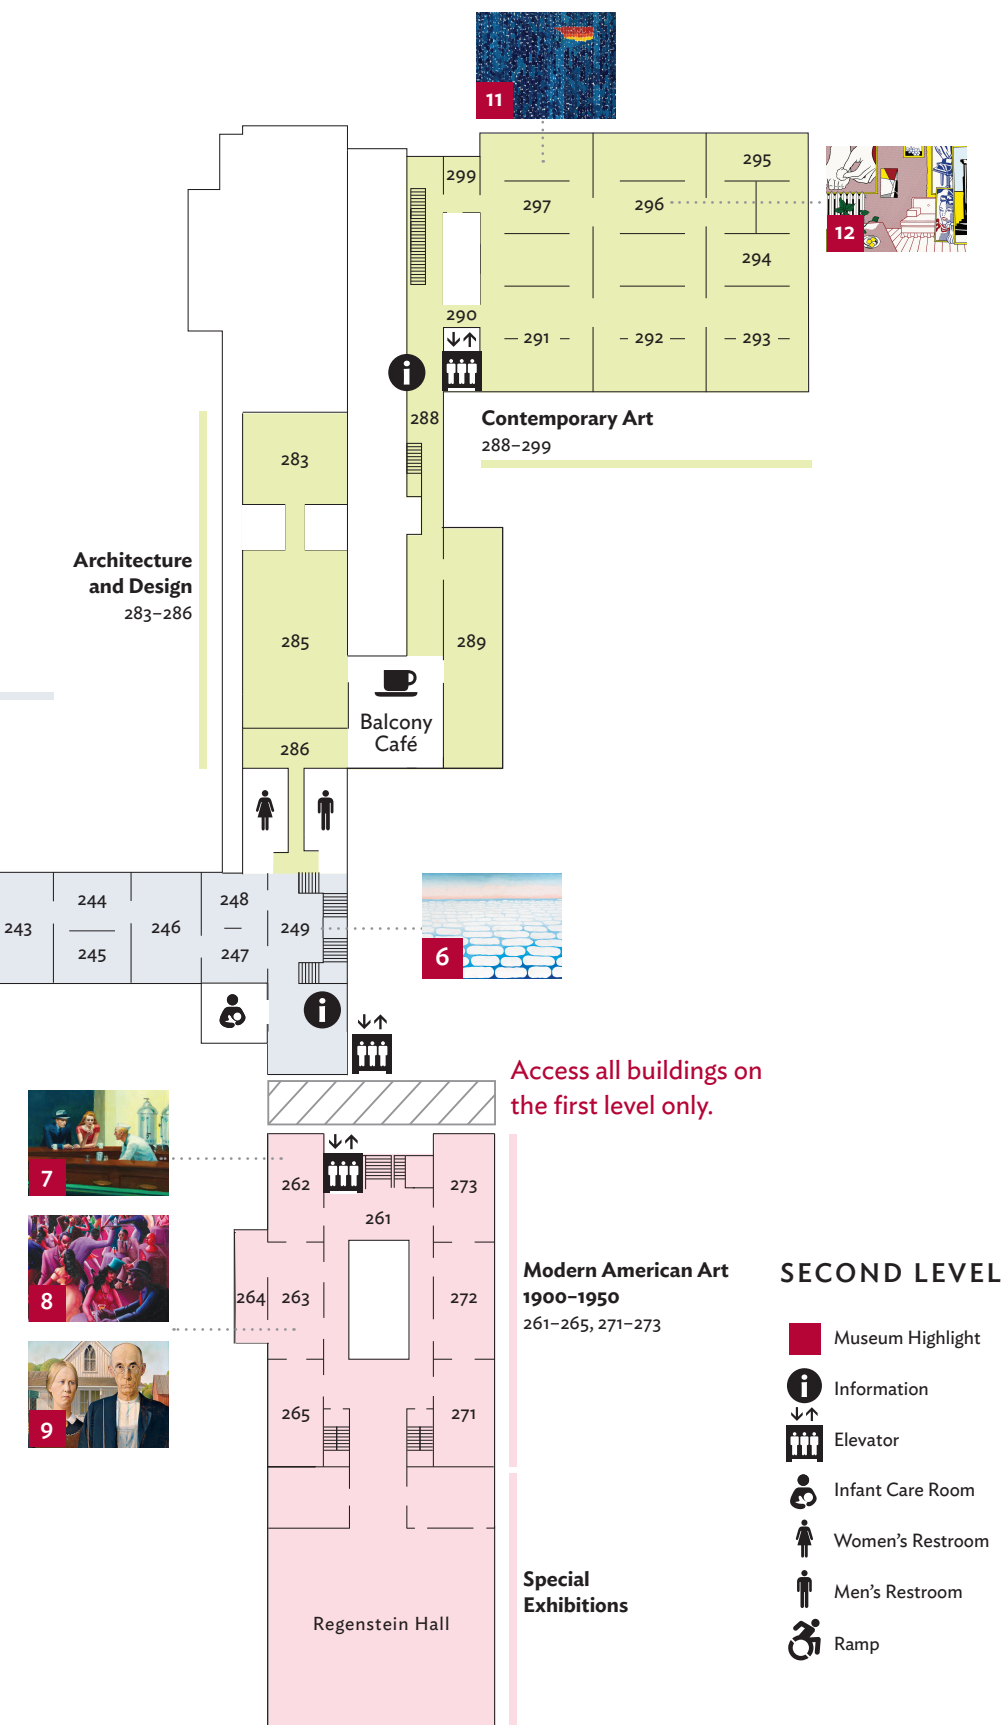 11
299
297
296
295
12
294
290
291
292
293
i
288
Contemporary Art
288–299
283
Architecture
and Design
283–286
285
289
Balcony
Café
286
244
248
243
246
249
245
247
6
i
Access all buildings on
the first level only.
7
262
273
261
8
264
263
272
Modern American Art
1900–1950
261–265, 271–273
9
265
271
Special
Exhibitions
Regenstein Hall
SECOND LEVEL
Museum Highlight
i
Information
Elevator
Infant Care Room
Women's Restroom
Men's Restroom
Ramp